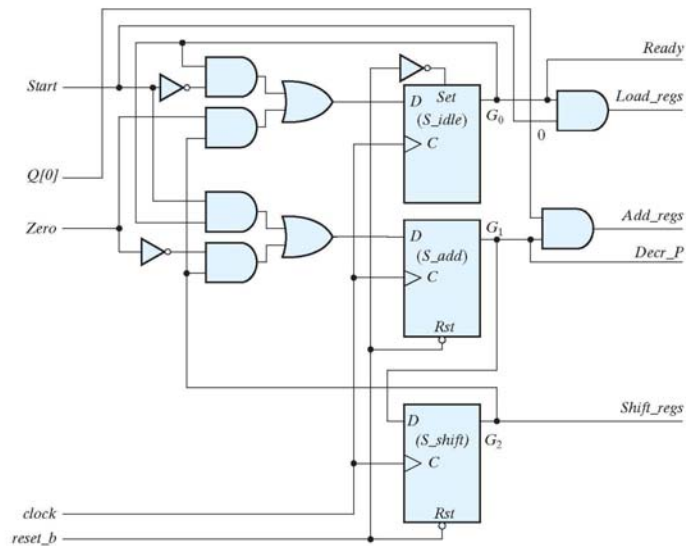 Ready
Start
Set
Load_regs
D
(S_idle)
G0
0
C
Q[0]
Add_regs
Zero
G1
D
(S_add)
Decr_P
C
Rst
Shift_regs
D
(S_shift)
G2
C
clock
Rst
reset_b